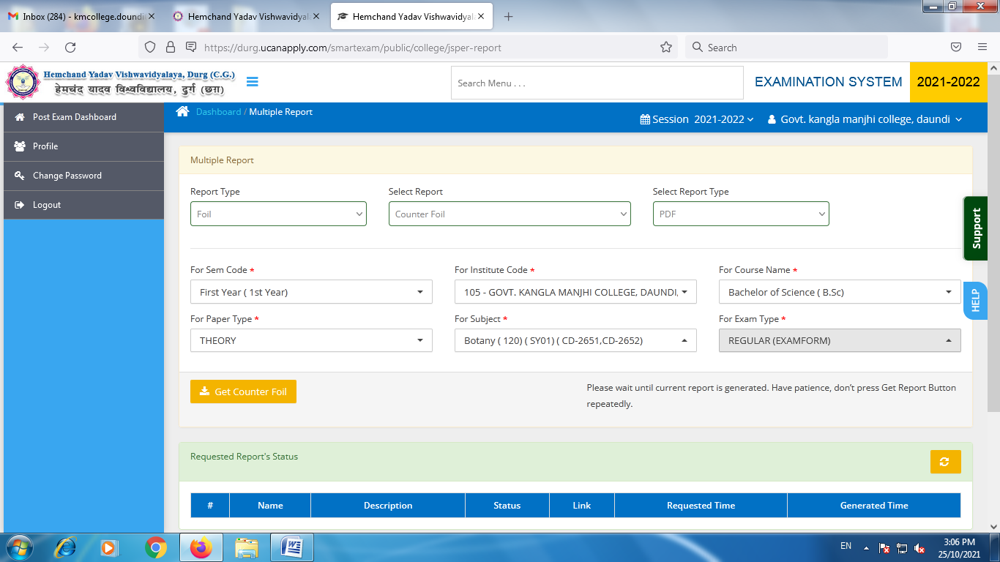 Inbox (284) - kmcollege.doundi
Hemchand Yadav Vishwavidyal
Hemchand Yadav Vishwavidyal
https://durg.ucanapply.com/smartexam/public/college/jsper-report
Search
Hemchand Yadav Vishwavidyalaya, Durg (C.G.)
हेमचंद यादव विश्वविद्यालय, दुर्ग (छग)
Search Menu . . .
EXAMINATION SYSTEM
2021-2022
Post Exam Dashboard
Profile
Change Password
Logout
Dashboard / Multiple Report
Session 2021-2022
Govt. kangla manjhi college, daundi
Multiple Report
Report Type
Select Report
Select Report Type
Foil
Counter Foil
PDF
For Sem Code *
For Institute Code *
For Course Name *
First Year ( 1st Year)
105 - GOVT. KANGLA MANJHI COLLEGE, DAUNDI,
Bachelor of Science ( B.Sc)
For Paper Type *
For Subject *
For Exam Type *
THEORY
Botany ( 120) ( SY01) ( CD-2651,CD-2652)
REGULAR (EXAMFORM)
Get Counter Foil
Please wait until current report is generated. Have patience, don't press Get Report Button
repeatedly.
Support
HELP
Requested Report's Status
# Name Description Status Link Requested Time Generated Time
EN
3:06 PM
25/10/2021